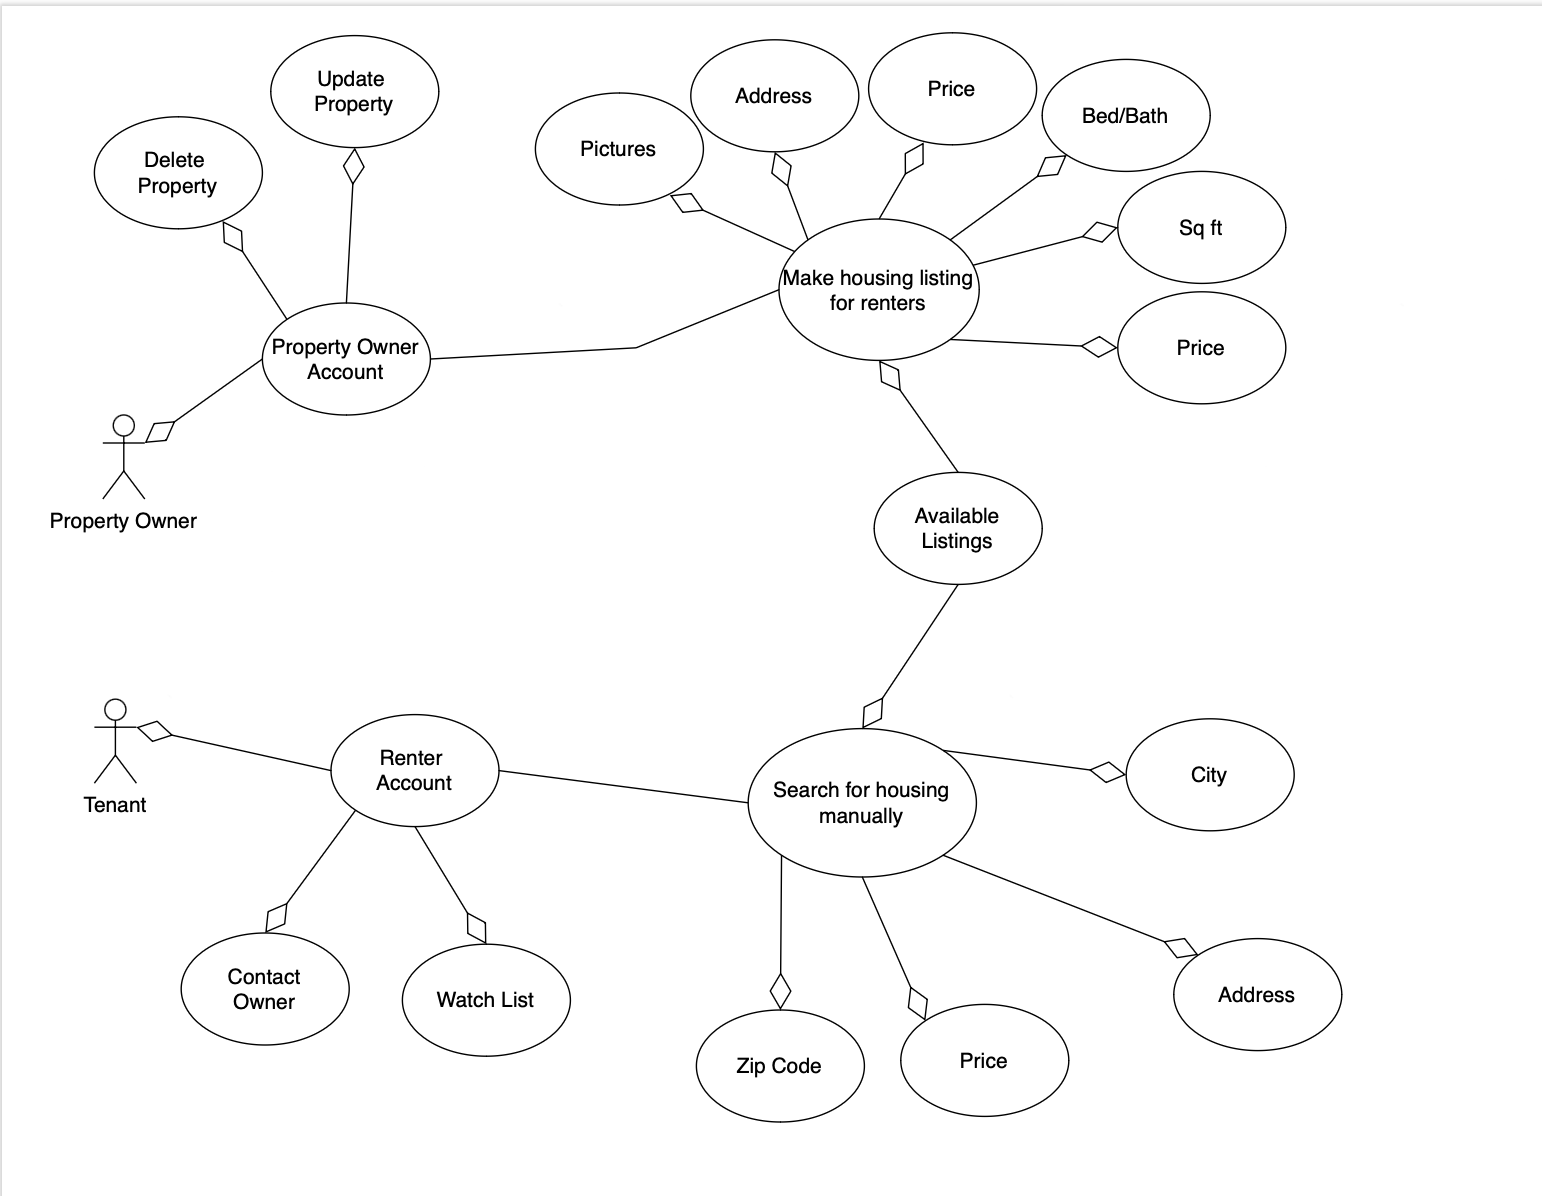 Update
Property
Address
Price
Bed/Bath
Pictures
Delete
Property
Sq ft
Make housing listing
for renters
Property Owner
Account
Price
Property Owner
Available
Listings
Renter
Account
Tenant
Search for housing
manually
City
Contact
Owner
Watch List
Address
Zip Code
Price